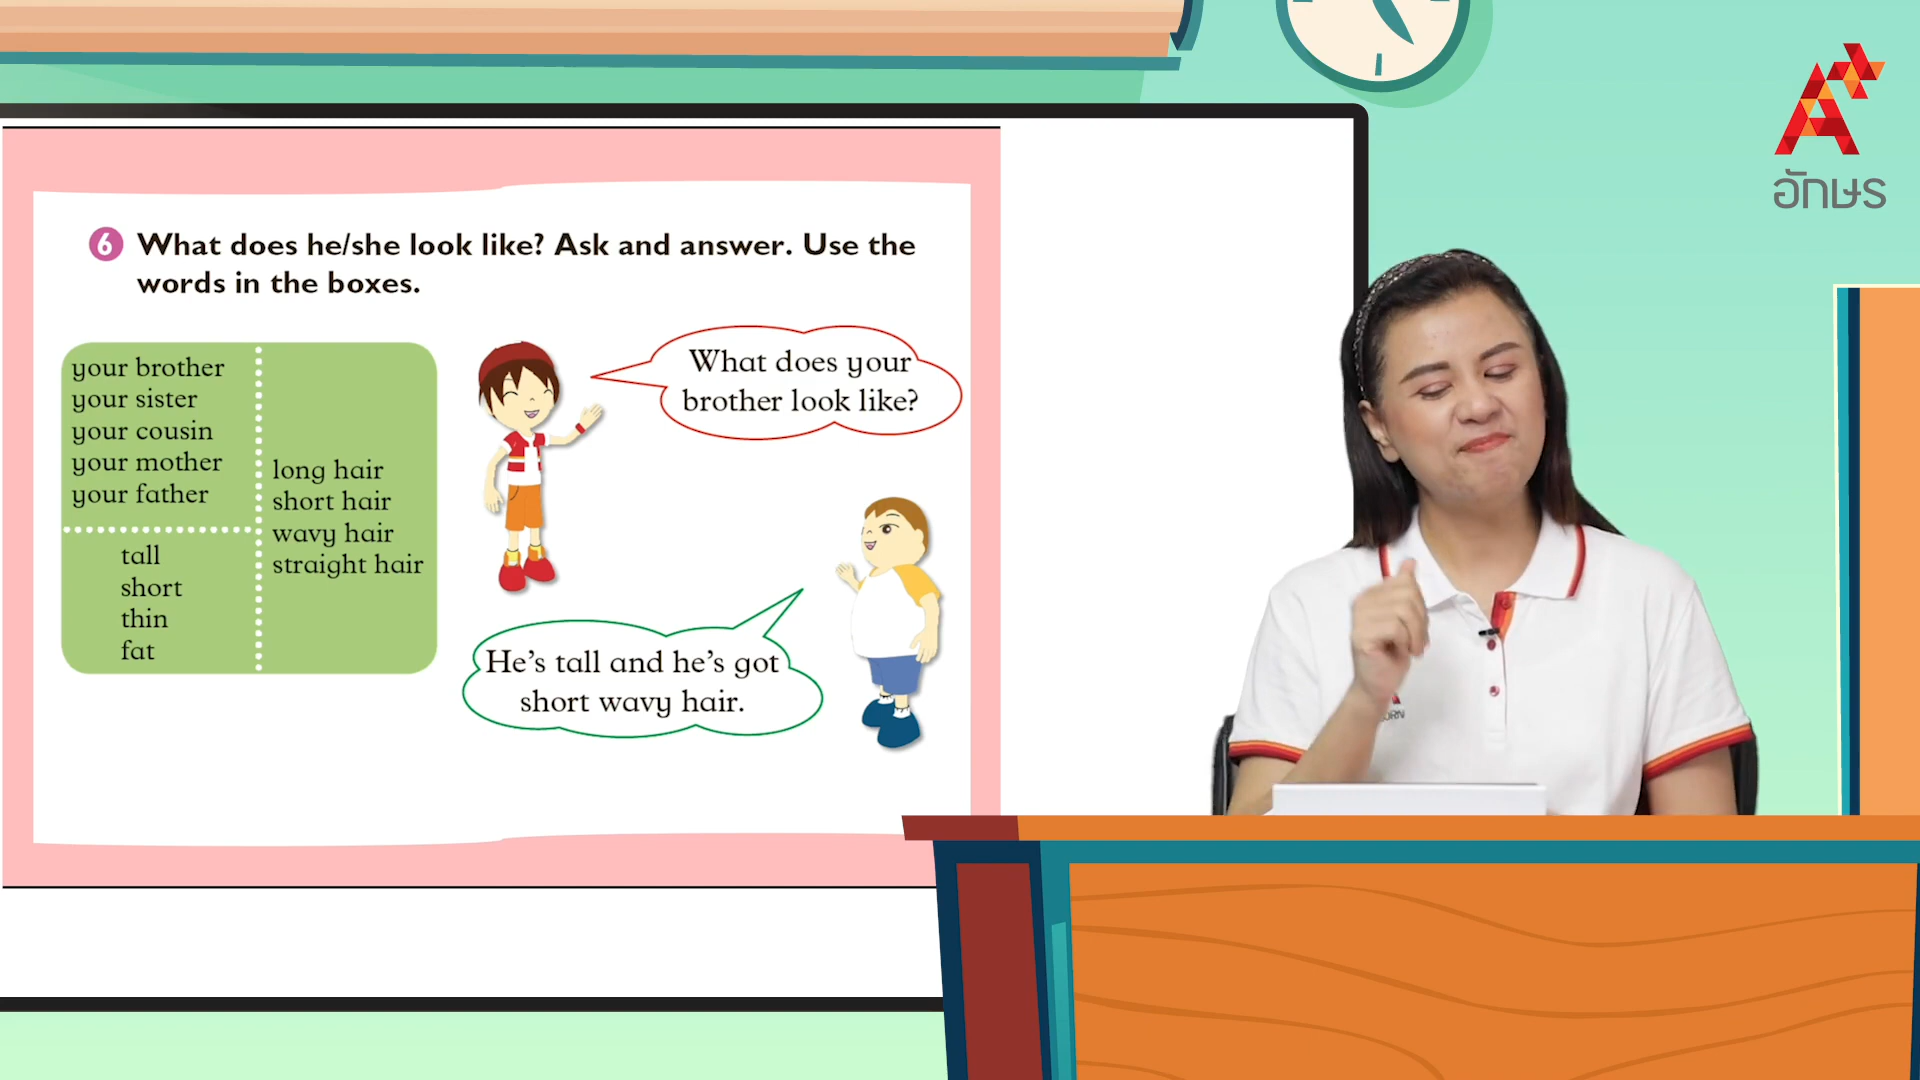 อักษร
6 What does he/she look like? Ask and answer. Use the
words in the boxes.
your brother
your sister
your cousin
your mother
your father
tall
short
thin
fat
long hair
short hair
wavy hair
straight hair
What does your
brother look like?
He's tall and he's got
short wavy hair.